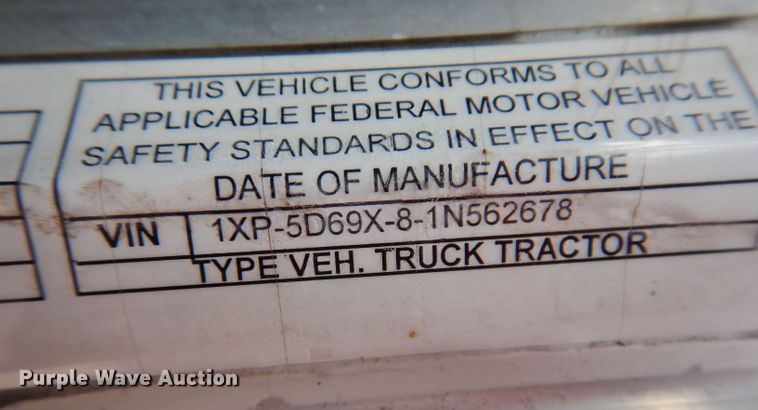 THIS VEHICLE CONFORMS TO ALL
APPLICABLE FEDERAL MOTOR VEHICLE
SAFETY STANDARDS IN EFFECT ON THE
DATE OF MANUFACTURE
VIN 1XP-5D69X-8-1N562678
TYPE VEH. TRUCK TRACTOR
Purple Wave Auction